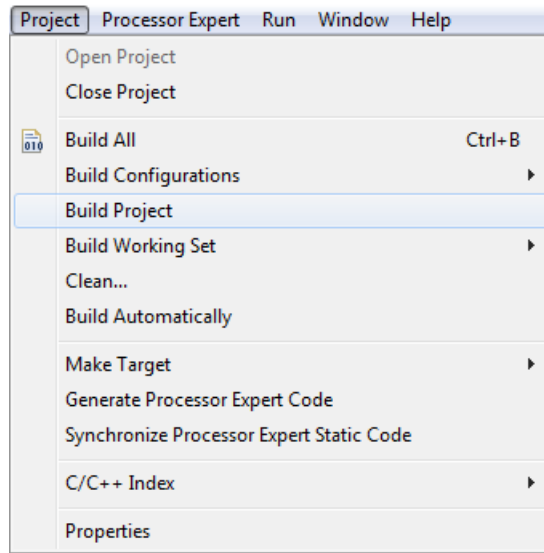 Project Processor Expert Run Window Help
Open Project
Close Project
010 Build All Ctrl+B
Build Configurations
Build Project
Build Working Set
Clean...
Build Automatically
Make Target
Generate Processor Expert Code
Synchronize Processor Expert Static Code
C/C++ Index
Properties